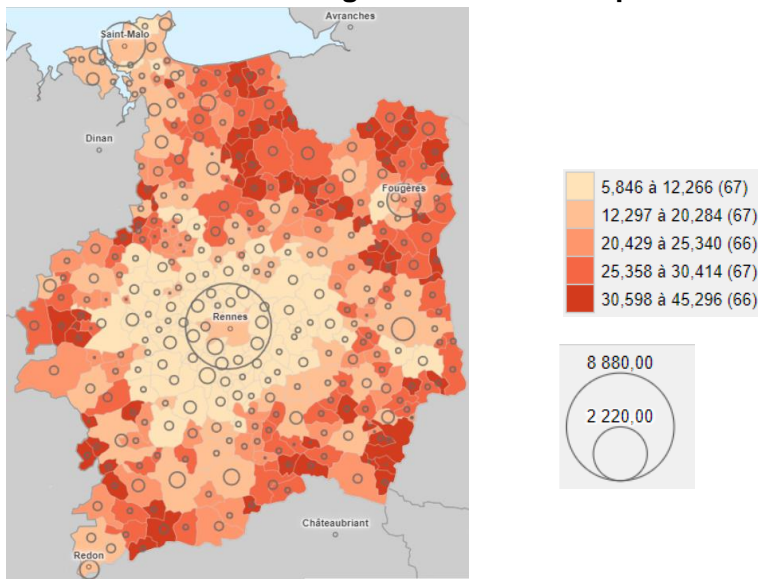 Avranches
Saint-Malo
Dinan
Fougères
Rennes
Châteaubriant
Redon
5,846 à 12,266 (67)
12,297 à 20,284 (67)
20,429 à 25,340 (66)
25,358 à 30,414 (67)
30,598 à 45,296 (66)
8 880,00
2 220,00